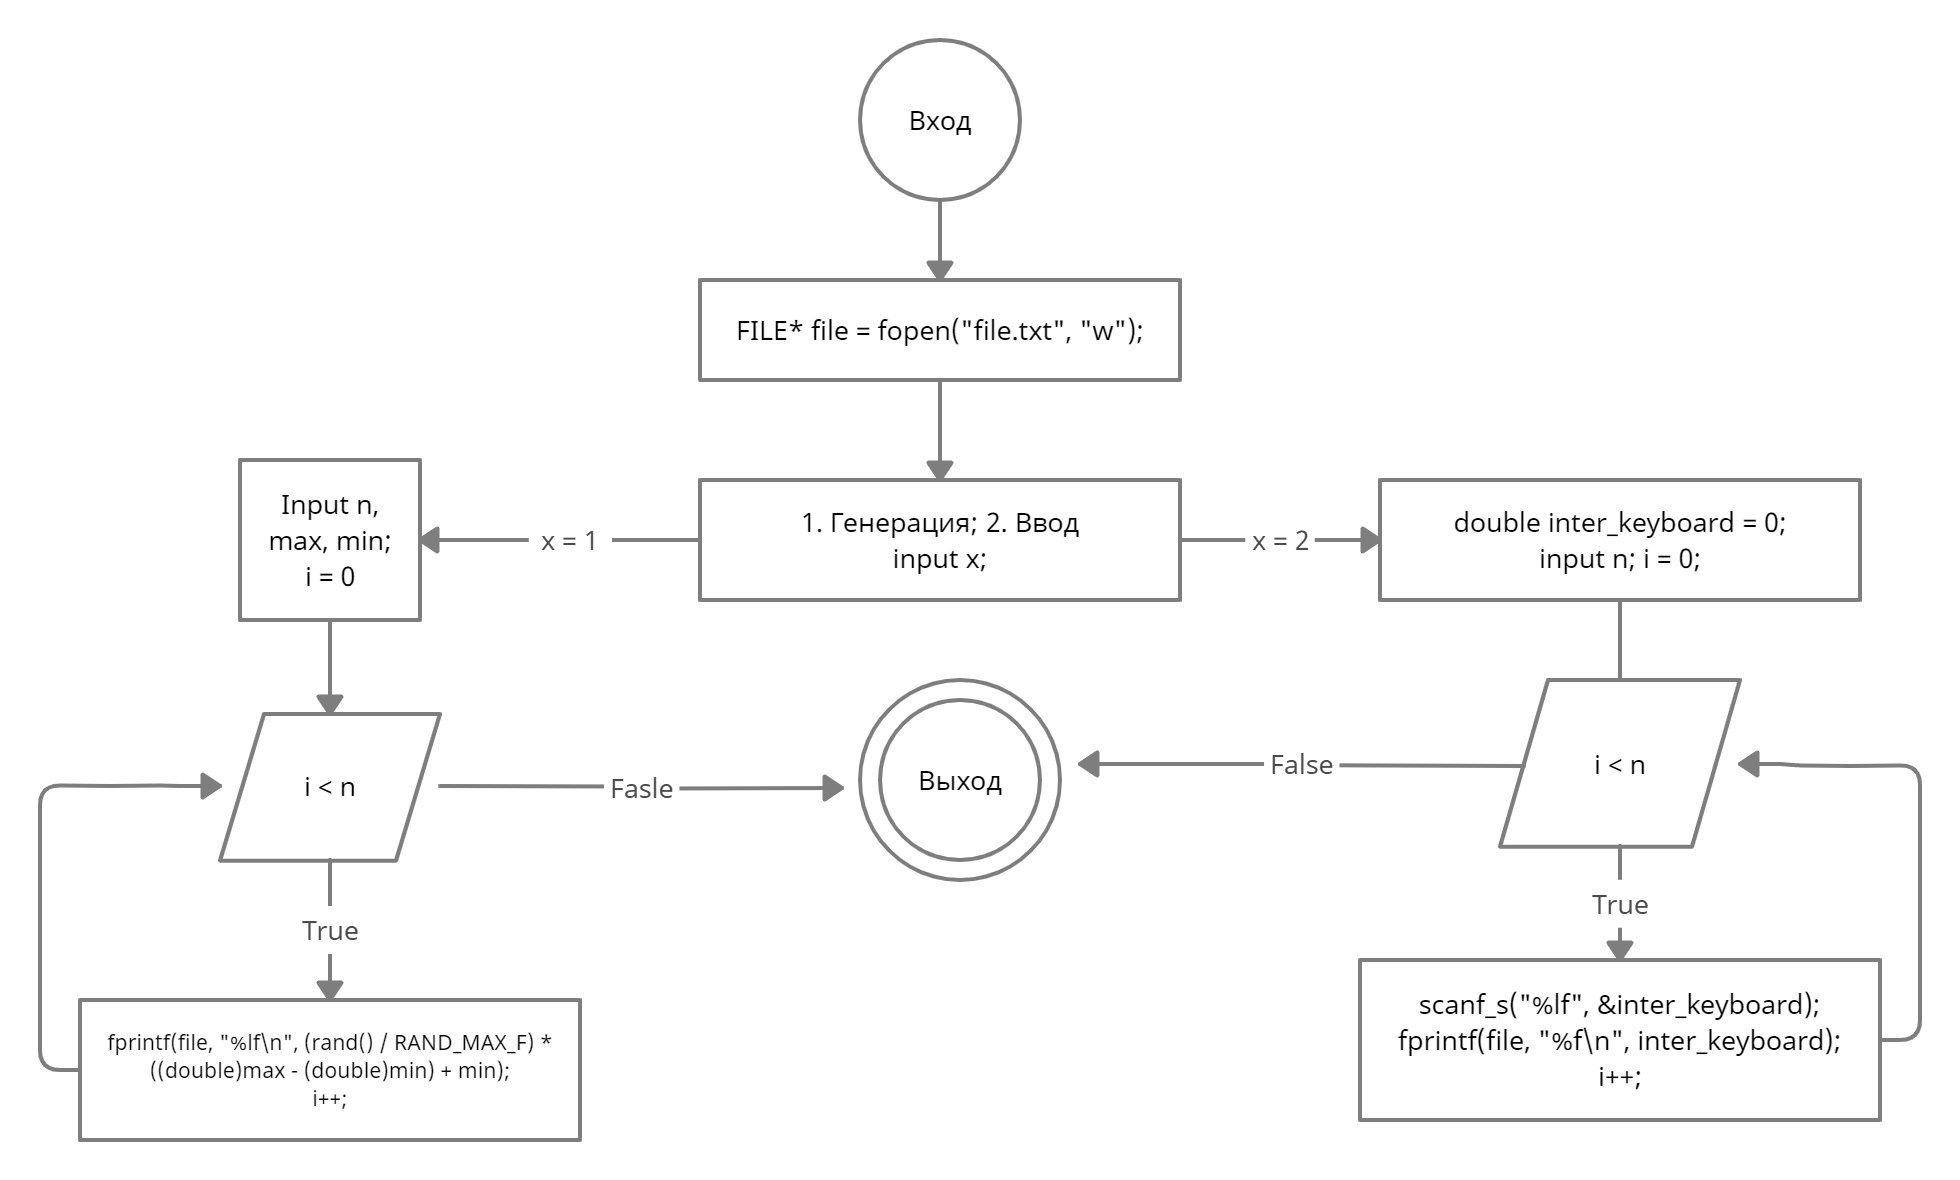 Вход
FILE* file = fopen("file.txt", "w");
Input n,
max, min;
i = 0
x = 1
1. Генерация; 2. Ввод
input x;
x = 2
double inter_keyboard = 0;
input n; i = 0;
i < n
Fasle
Выход
False
i < n
True
True
fprintf(file, "%lf\n", (rand() / RAND_MAX_F) *
((double)max - (double)min) + min);
i++;
scanf_s("%lf", &inter_keyboard);
fprintf(file, "%f\n", inter_keyboard);
i++;